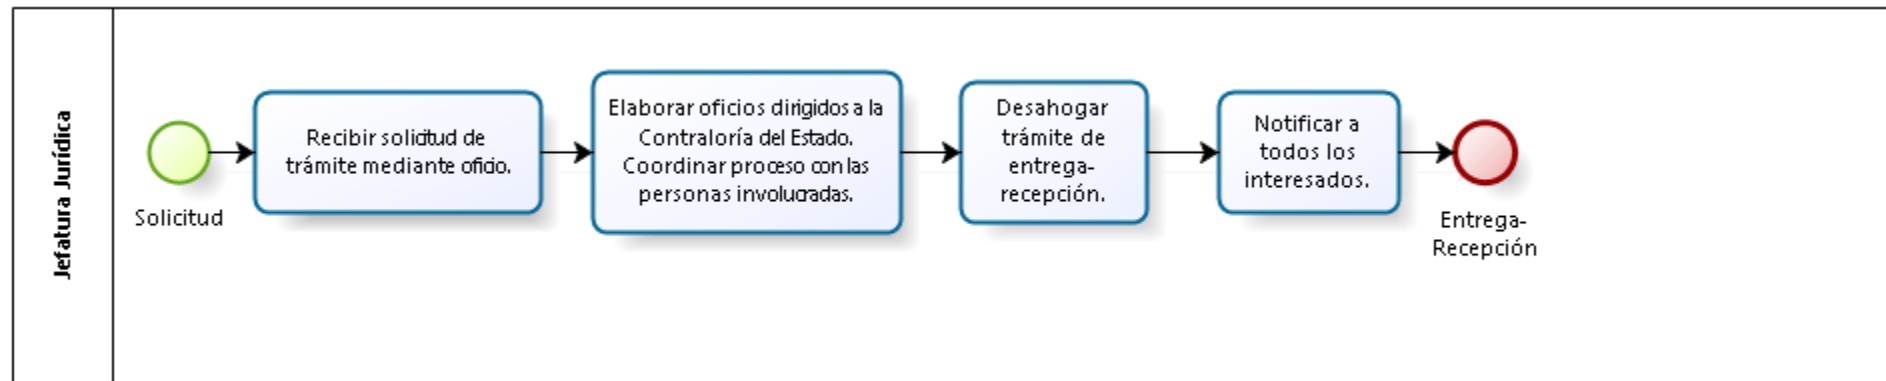 Jefatura Jurídica
Solicitud
Recibir solicitud de
trámite mediante oficio.
Elaborar oficios dirigidos a la
Contraloría del Estado.
Coordinar proceso con las
personas involucradas.
Desahogar
trámite de
entrega-
recepción.
Notificar a
todos los
interesados.
Entrega-
Recepción